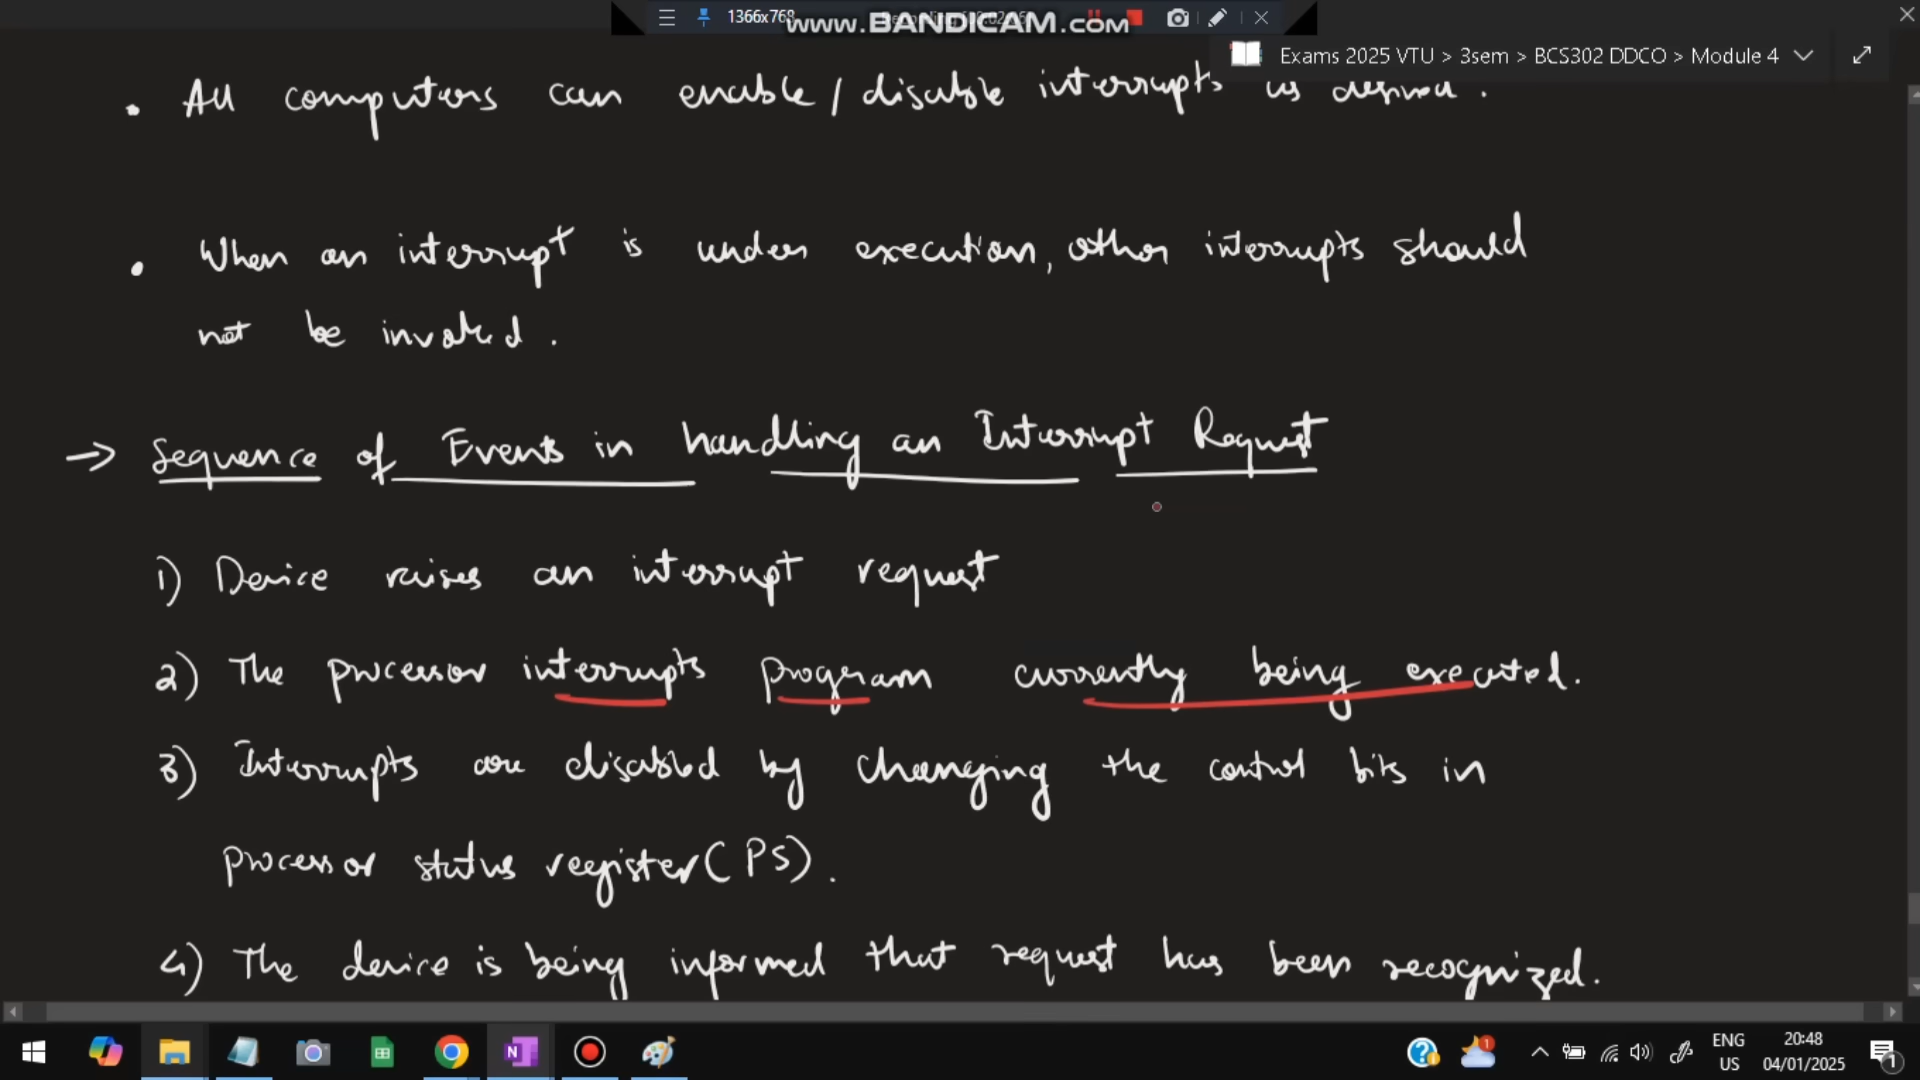 1366x768
www.BANDICAM.com
Exams 2025 VTU > 3sem > BCS302 DDCO > Module 4
• All computers can enable / disable interrupts as desired.
• When an interrupt is under execution, other interrupts should
not be invoked.
→ Sequence of Events in handling an Interrupt Request
1) Device raises an interrupt request
2) The processor interrupts program currently being executed.
3) Interrupts are disabled by changing the control bits in
processor status register (PS).
4) The device is being informed that request has been recognized.
ENG
US
20:48
04/01/2025